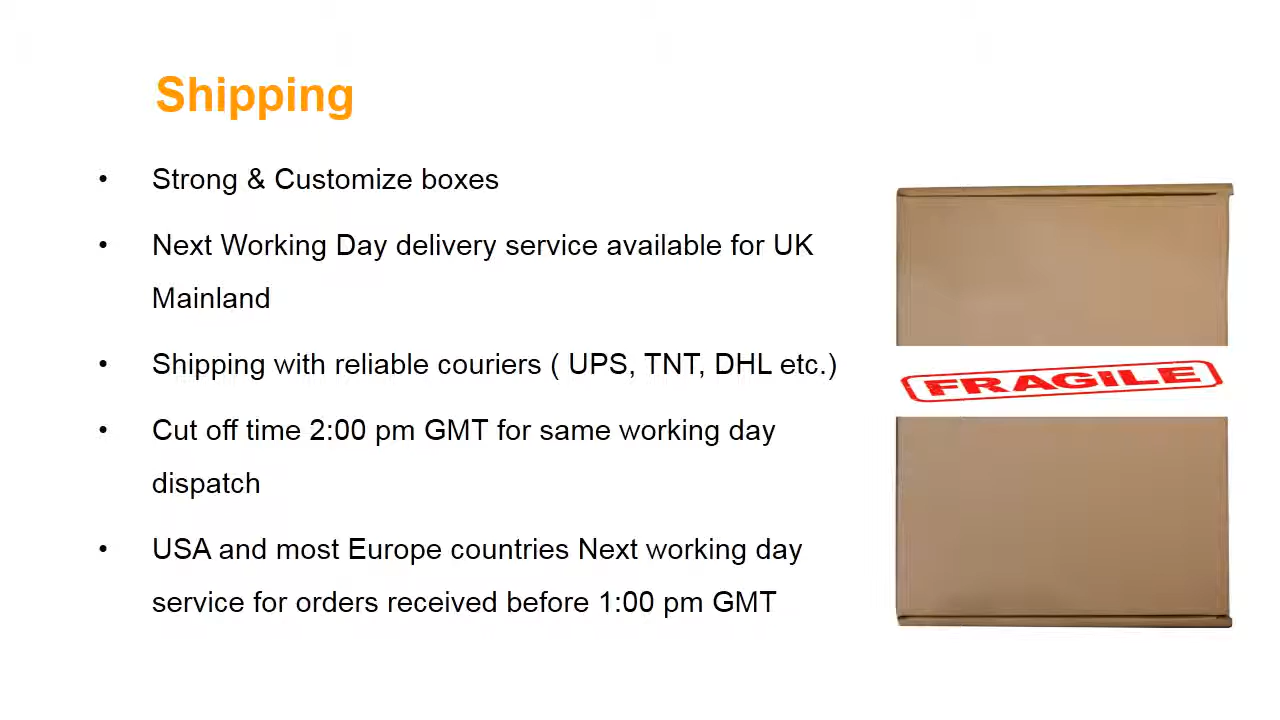 Shipping
• Strong & Customize boxes
• Next Working Day delivery service available for UK
Mainland
• Shipping with reliable couriers ( UPS, TNT, DHL etc.)
• Cut off time 2:00 pm GMT for same working day
dispatch
• USA and most Europe countries Next working day
service for orders received before 1:00 pm GMT
FRAGILE